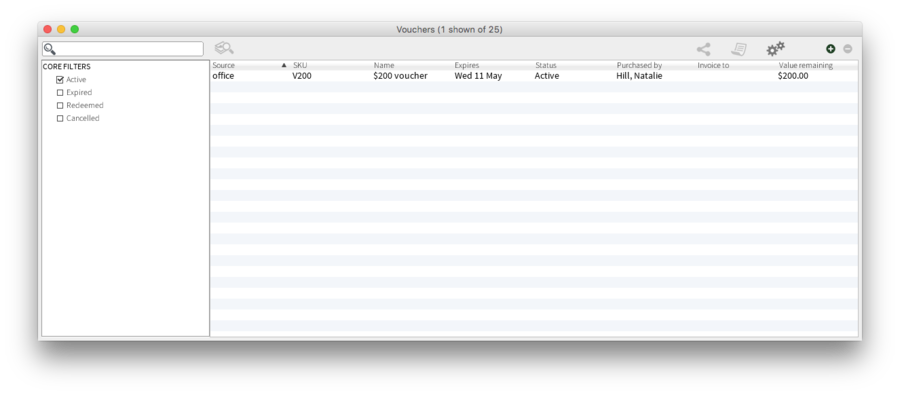 Vouchers (1 shown of 25)
CORE FILTERS
Active
Expired
Redeemed
Cancelled
Source SKU Name Expires Status Purchased by Invoice to Value remaining
office V200 $200 voucher Wed 11 May Active Hill, Natalie $200.00